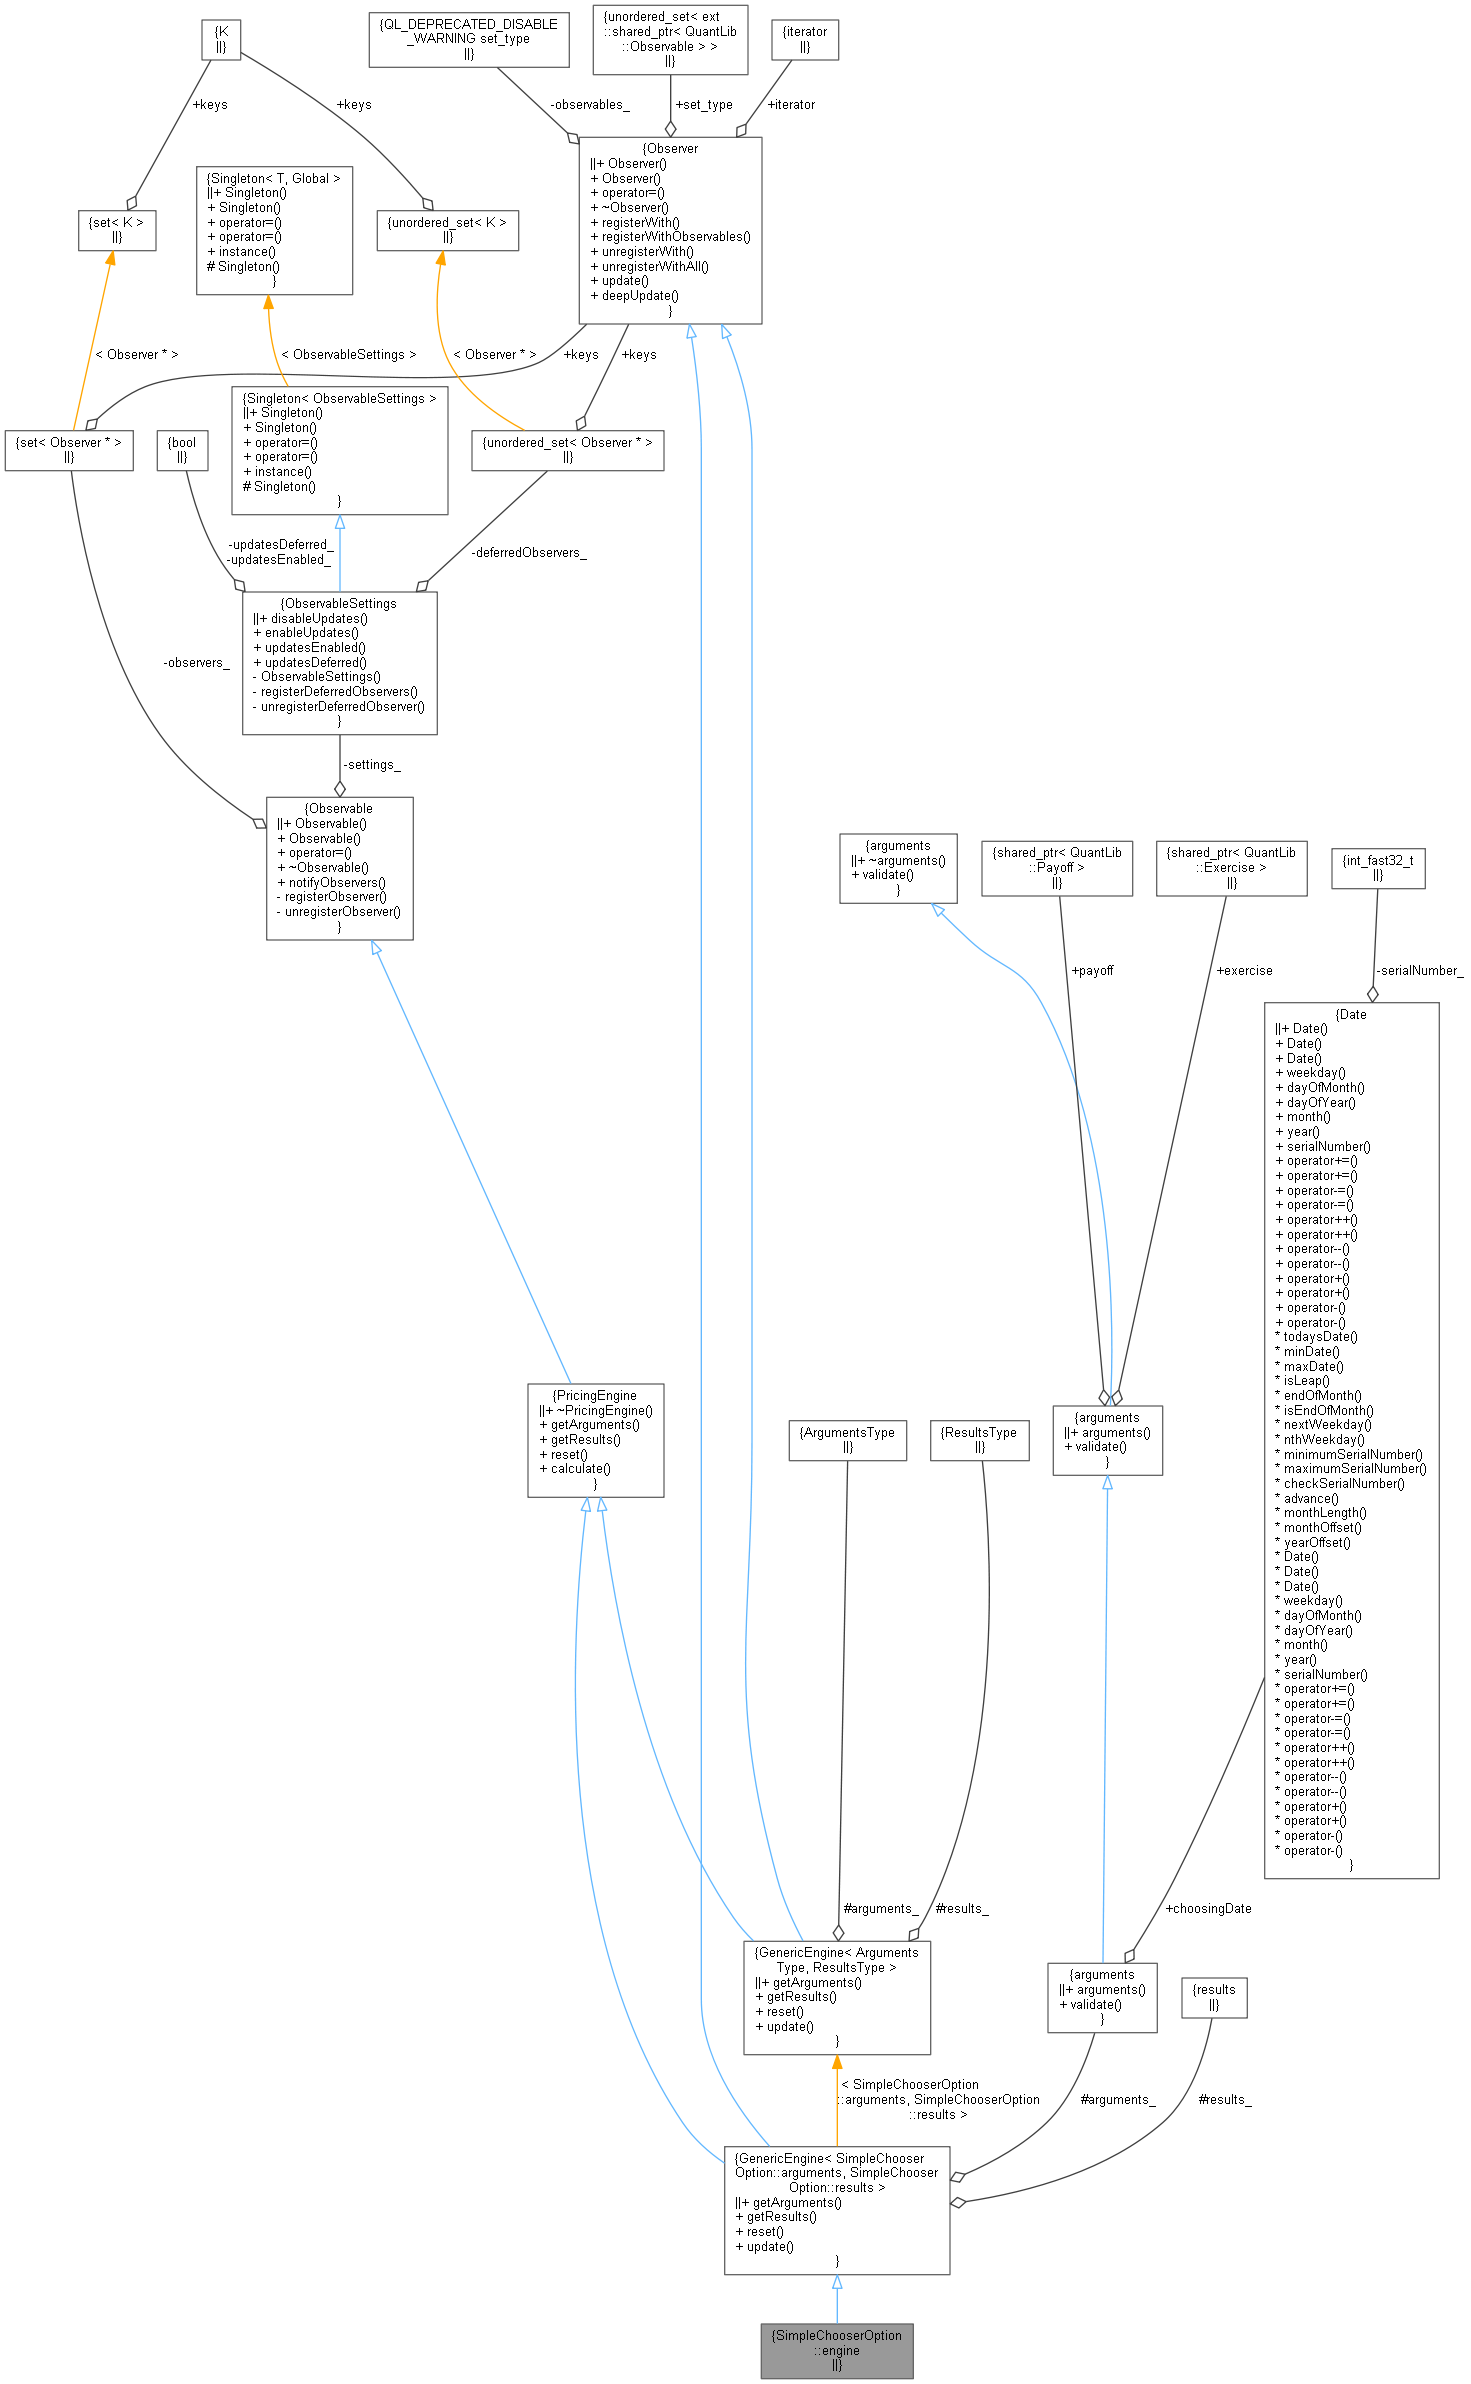 {K
||}
{QL_DEPRECATED_DISABLE
_WARNING set_type
||}
{unordered_set< ext
::shared_ptr< QuantLib
::Observable > >
||}
{iterator
||}
+keys
+keys
-observables_
+set_type
+iterator
{Singleton< T, Global >
||+ Singleton()
+ Singleton()
+ operator=()
+ operator=()
+ instance()
# Singleton()
}
{Observer
||+ Observer()
+ Observer()
+ operator=()
+ ~Observer()
+ registerWith()
+ registerWithObservables()
+ unregisterWith()
+ unregisterWithAll()
+ update()
+ deepUpdate()
}
{set< K >
||}
{unordered_set< K >
||}
< Observer * >
< ObservableSettings >
< Observer * >
+keys
+keys
{set< Observer * >
||}
{bool
||}
{Singleton< ObservableSettings >
||+ Singleton()
+ Singleton()
+ operator=()
+ operator=()
+ instance()
# Singleton()
}
{unordered_set< Observer * >
||}
-updatesDeferred_
-updatesEnabled_
-deferredObservers_
-observers_
{ObservableSettings
||+ disableUpdates()
+ enableUpdates()
+ updatesEnabled()
+ updatesDeferred()
- ObservableSettings()
- registerDeferredObservers()
- unregisterDeferredObserver()
}
-settings_
{Observable
||+ Observable()
+ Observable()
+ operator=()
+ ~Observable()
+ notifyObservers()
- registerObserver()
- unregisterObserver()
}
{arguments
||+ ~arguments()
+ validate()
}
{shared_ptr< QuantLib
::Payoff >
||}
{shared_ptr< QuantLib
::Exercise >
||}
{int_fast32_t
||}
+payoff
+exercise
-serialNumber_
{Date
||+ Date()
+ Date()
+ Date()
+ weekday()
+ dayOfMonth()
+ dayOfYear()
+ month()
+ year()
+ serialNumber()
+ operator+=()
+ operator+=()
+ operator-=()
+ operator-=()
+ operator++()
+ operator++()
+ operator--()
+ operator--()
+ operator+()
+ operator+()
+ operator-()
+ operator-()
* todaysDate()
* minDate()
* maxDate()
* isLeap()
* endOfMonth()
* isEndOfMonth()
* nextWeekday()
* nthWeekday()
* minimumSerialNumber()
* maximumSerialNumber()
* checkSerialNumber()
* advance()
* monthLength()
* monthOffset()
* yearOffset()
* Date()
* Date()
* Date()
* weekday()
* dayOfMonth()
* dayOfYear()
* month()
* year()
* serialNumber()
* operator+=()
* operator+=()
* operator-=()
* operator-=()
* operator++()
* operator++()
* operator--()
* operator--()
* operator+()
* operator+()
* operator-()
* operator-()
}
{PricingEngine
||+ ~PricingEngine()
+ getArguments()
+ getResults()
+ reset()
+ calculate()
}
{ArgumentsType
||}
{ResultsType
||}
{arguments
||+ arguments()
+ validate()
}
#arguments_
#results_
+choosingDate
{GenericEngine< Arguments
Type, ResultsType >
||+ getArguments()
+ getResults()
+ reset()
+ update()
}
{arguments
||+ arguments()
+ validate()
}
{results
||}
< SimpleChooserOption
::arguments, SimpleChooserOption
::results >
#arguments_
#results_
{GenericEngine< SimpleChooser
Option::arguments, SimpleChooser
Option::results >
||+ getArguments()
+ getResults()
+ reset()
+ update()
}
{SimpleChooserOption
::engine
||}